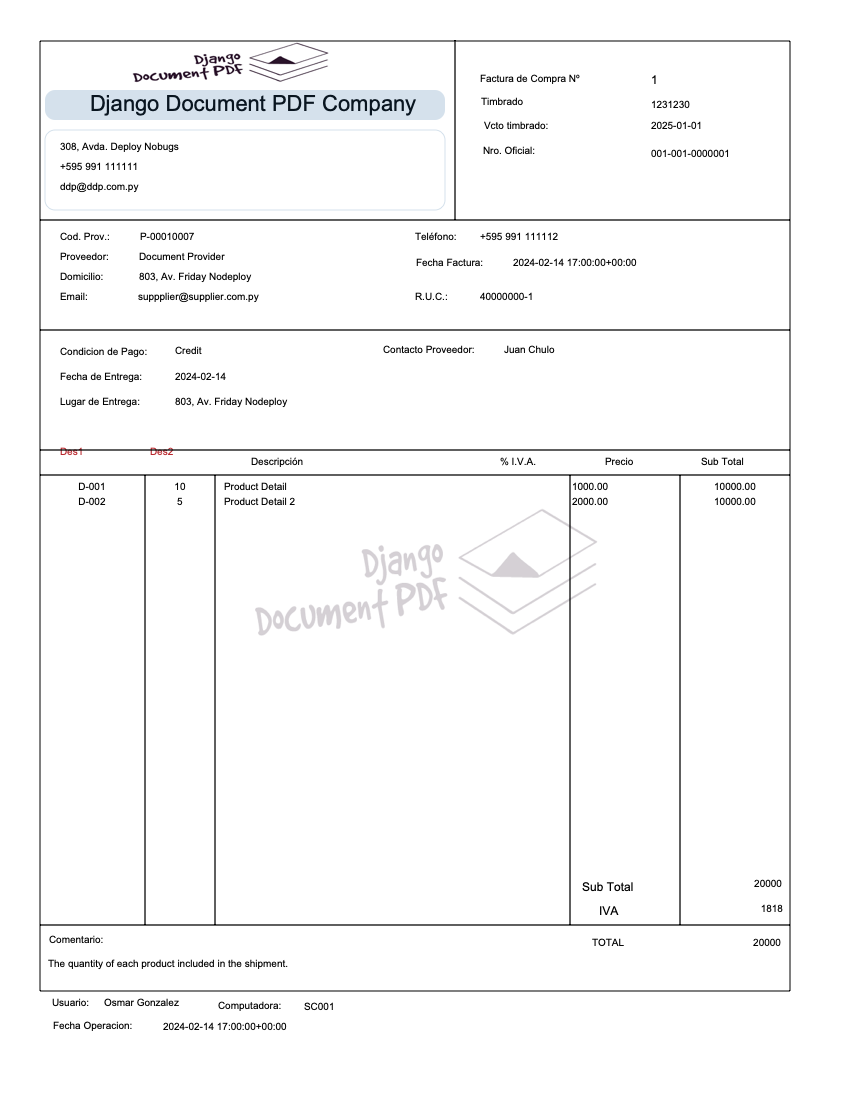 Django
Document PDF
Django Document PDF Company
308, Avda. Deploy Nobugs
+595 991 111111
ddp@ddp.com.py
Factura de Compra Nº 1
Timbrado 1231230
Vcto timbrado: 2025-01-01
Nro. Oficial: 001-001-0000001
Cod. Prov.: P-00010007 Teléfono: +595 991 111112
Proveedor: Document Provider Fecha Factura: 2024-02-14 17:00:00+00:00
Domicilio: 803, Av. Friday Nodeploy
Email: suppplier@supplier.com.py R.U.C.: 40000000-1
Condicion de Pago: Credit Contacto Proveedor: Juan Chulo
Fecha de Entrega: 2024-02-14
Lugar de Entrega: 803, Av. Friday Nodeploy
Des1 Des2
Descripción % I.V.A. Precio Sub Total
D-001 10 Product Detail 1000.00 10000.00
D-002 5 Product Detail 2 2000.00 10000.00
Django
Document PDF
Sub Total 20000
IVA 1818
Comentario: TOTAL 20000
The quantity of each product included in the shipment.
Usuario: Osmar Gonzalez Computadora: SC001
Fecha Operacion: 2024-02-14 17:00:00+00:00